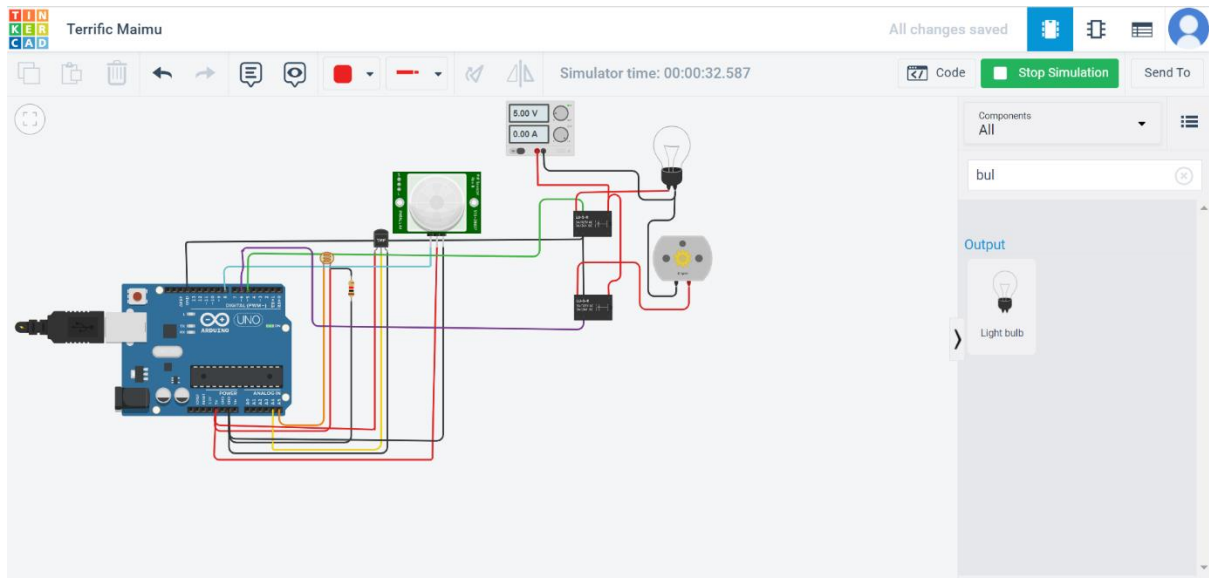 TIN
KER
CAD
Terrific Maimu
All changes saved
Simulator time: 00:00:32.587
Code
Stop Simulation
Send To
Components
All
bul
5.00 V
0.00 A
TMP
DIGITAL (PWM~)
UNO
ARDUINO
POWER
ANALOG IN
Output
Light bulb